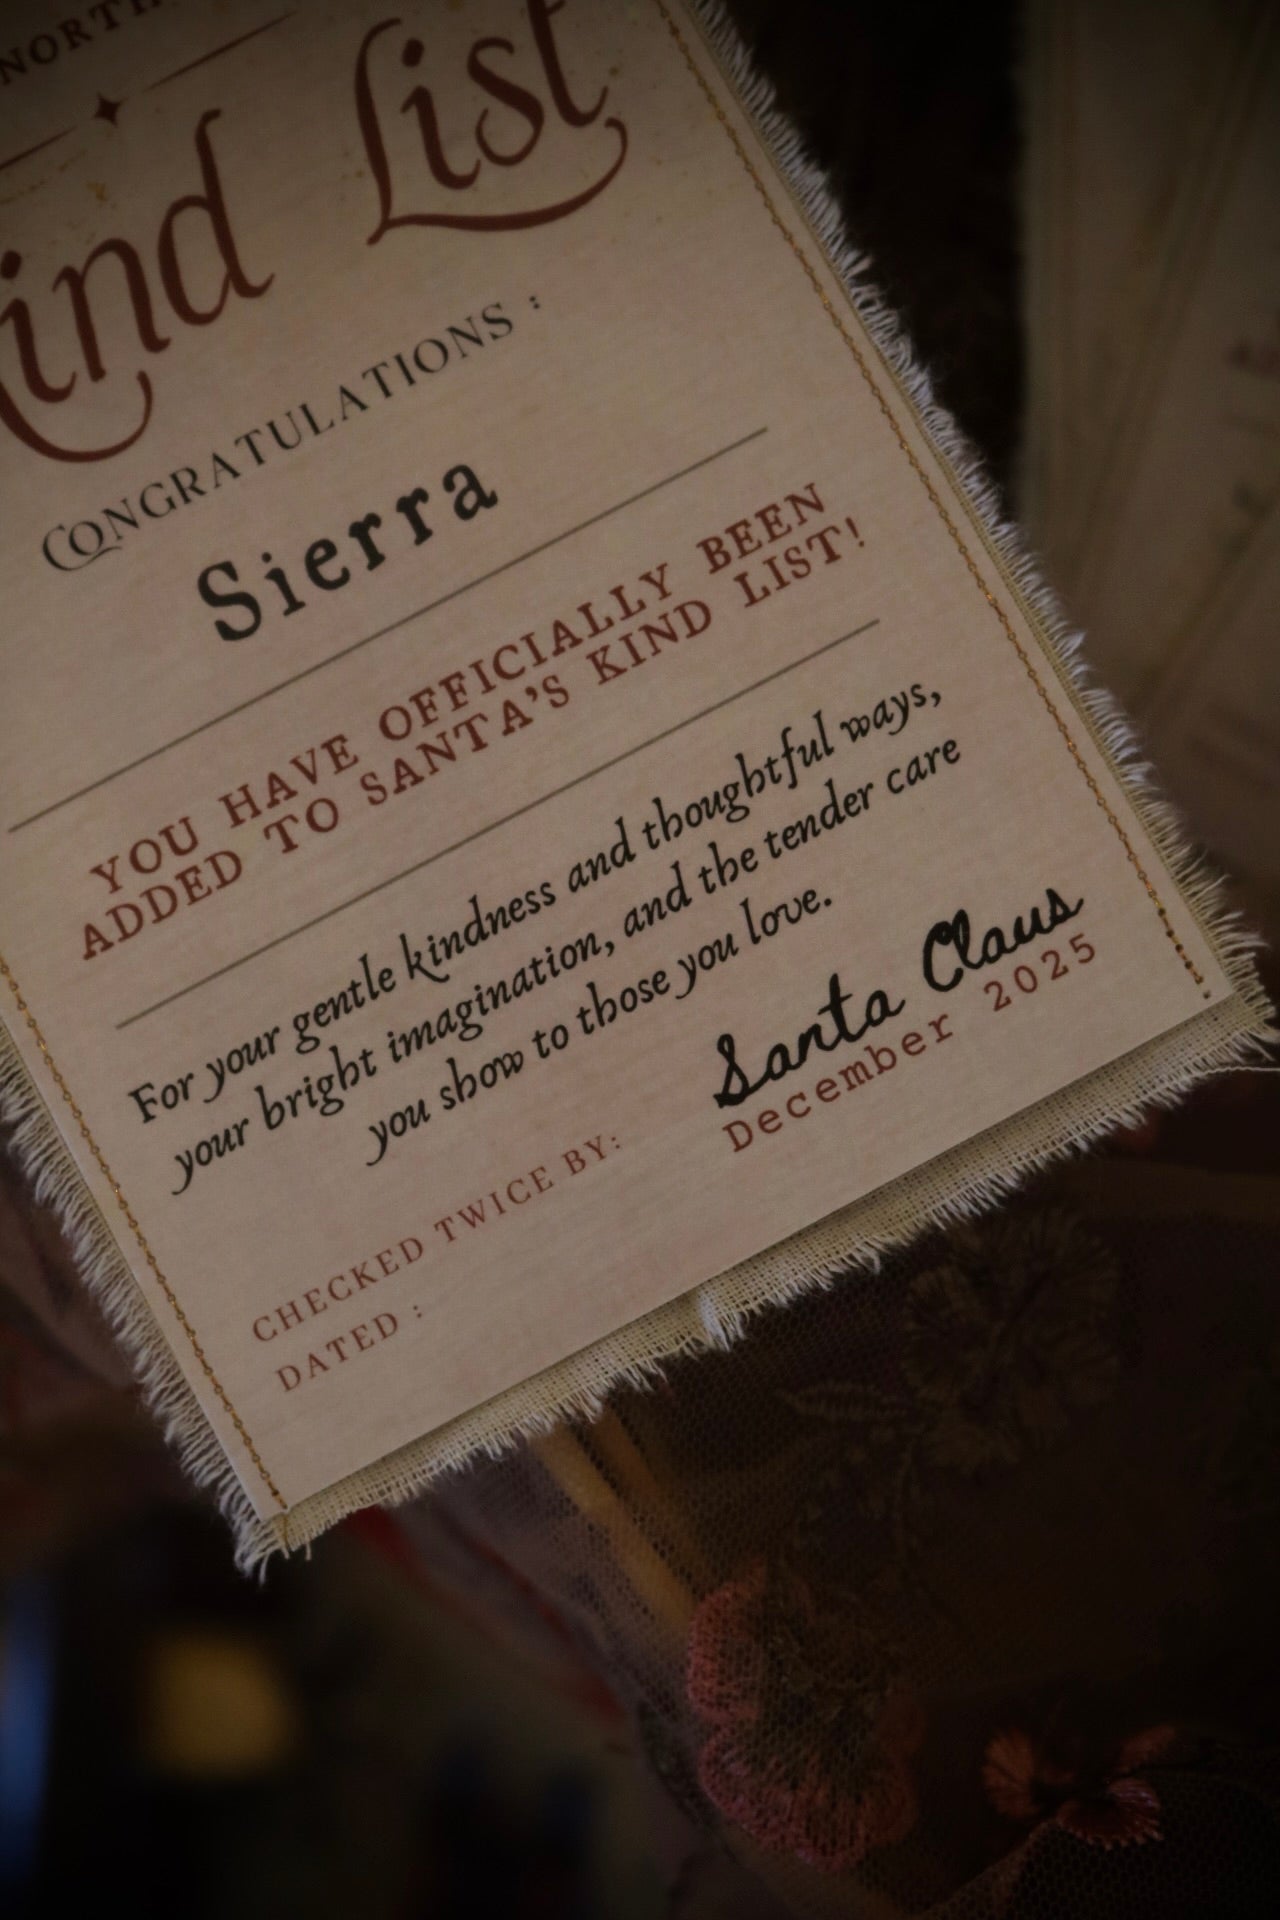 NORTH
ind List
CONGRATULATIONS :
Sierra
YOU HAVE OFFICIALLY BEEN
ADDED TO SANTA'S KIND LIST!
For your gentle kindness and thoughtful ways,
your bright imagination, and the tender care
you show to those you love.
CHECKED TWICE BY: Santa Claus
DATED : December 2025